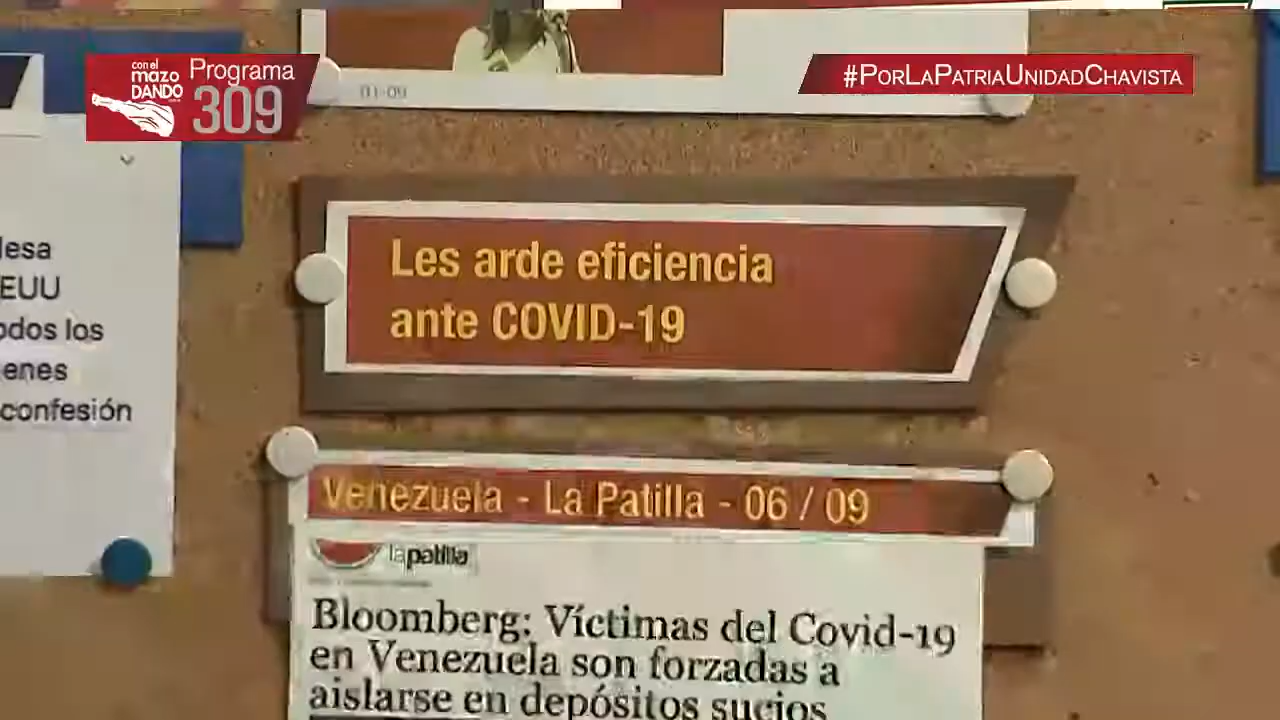 con el
mazo
DANDO
Programa
309
#PORLAPATRIAUNIDADCHAVISTA
01-09
lesa
EEUU
odos los
enes
confesión
Les arde eficiencia
ante COVID-19
Venezuela - La Patilla - 06 / 09
lapatilla
Bloomberg: Víctimas del Covid-19
en Venezuela son forzadas a
aislarse en depósitos sucios